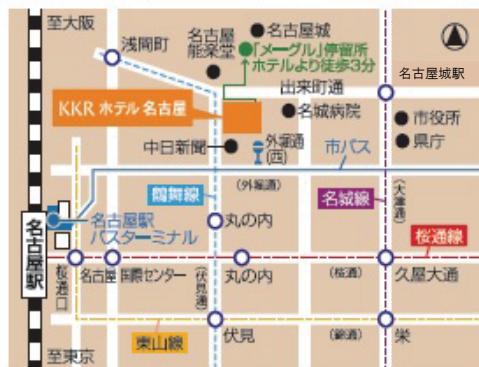 至大阪
浅間町
名古屋
能楽堂
名古屋城
「メーグル」停留所
ホテルより徒歩3分
名古屋城駅
出来町通
KKR ホテル 名古屋
名城病院
市役所
県庁
中日新聞
外堀通
(西)
市バス
(外堀通)
鶴舞線
名城線
(大津通)
名古屋駅
名古屋駅
バスターミナル
丸の内
桜通線
桜通口
名古屋
国際センター
(伏見通)
丸の内
(桜通)
久屋大通
東山線
伏見
(錦通)
栄
至東京